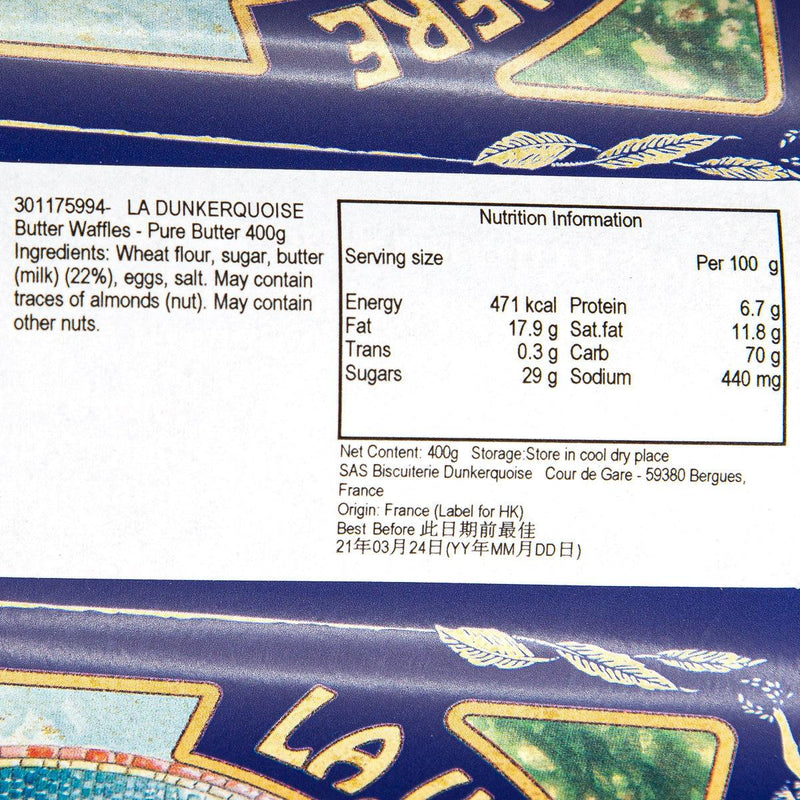 ERE
301175994- LA DUNKERQUOISE
Butter Waffles - Pure Butter 400g
Ingredients: Wheat flour, sugar, butter
(milk) (22%), eggs, salt. May contain
traces of almonds (nut). May contain
other nuts.
Nutrition Information
Serving size Per 100 g
Energy 471 kcal Protein 6.7 g
Fat 17.9 g Sat.fat 11.8 g
Trans 0.3 g Carb 70 g
Sugars 29 g Sodium 440 mg
Net Content: 400g Storage:Store in cool dry place
SAS Biscuiterie Dunkerquoise Cour de Gare - 59380 Bergues,
France
Origin: France (Label for HK)
Best Before 此日期前最佳
21年03月24日(YY年MM月DD日)
LA